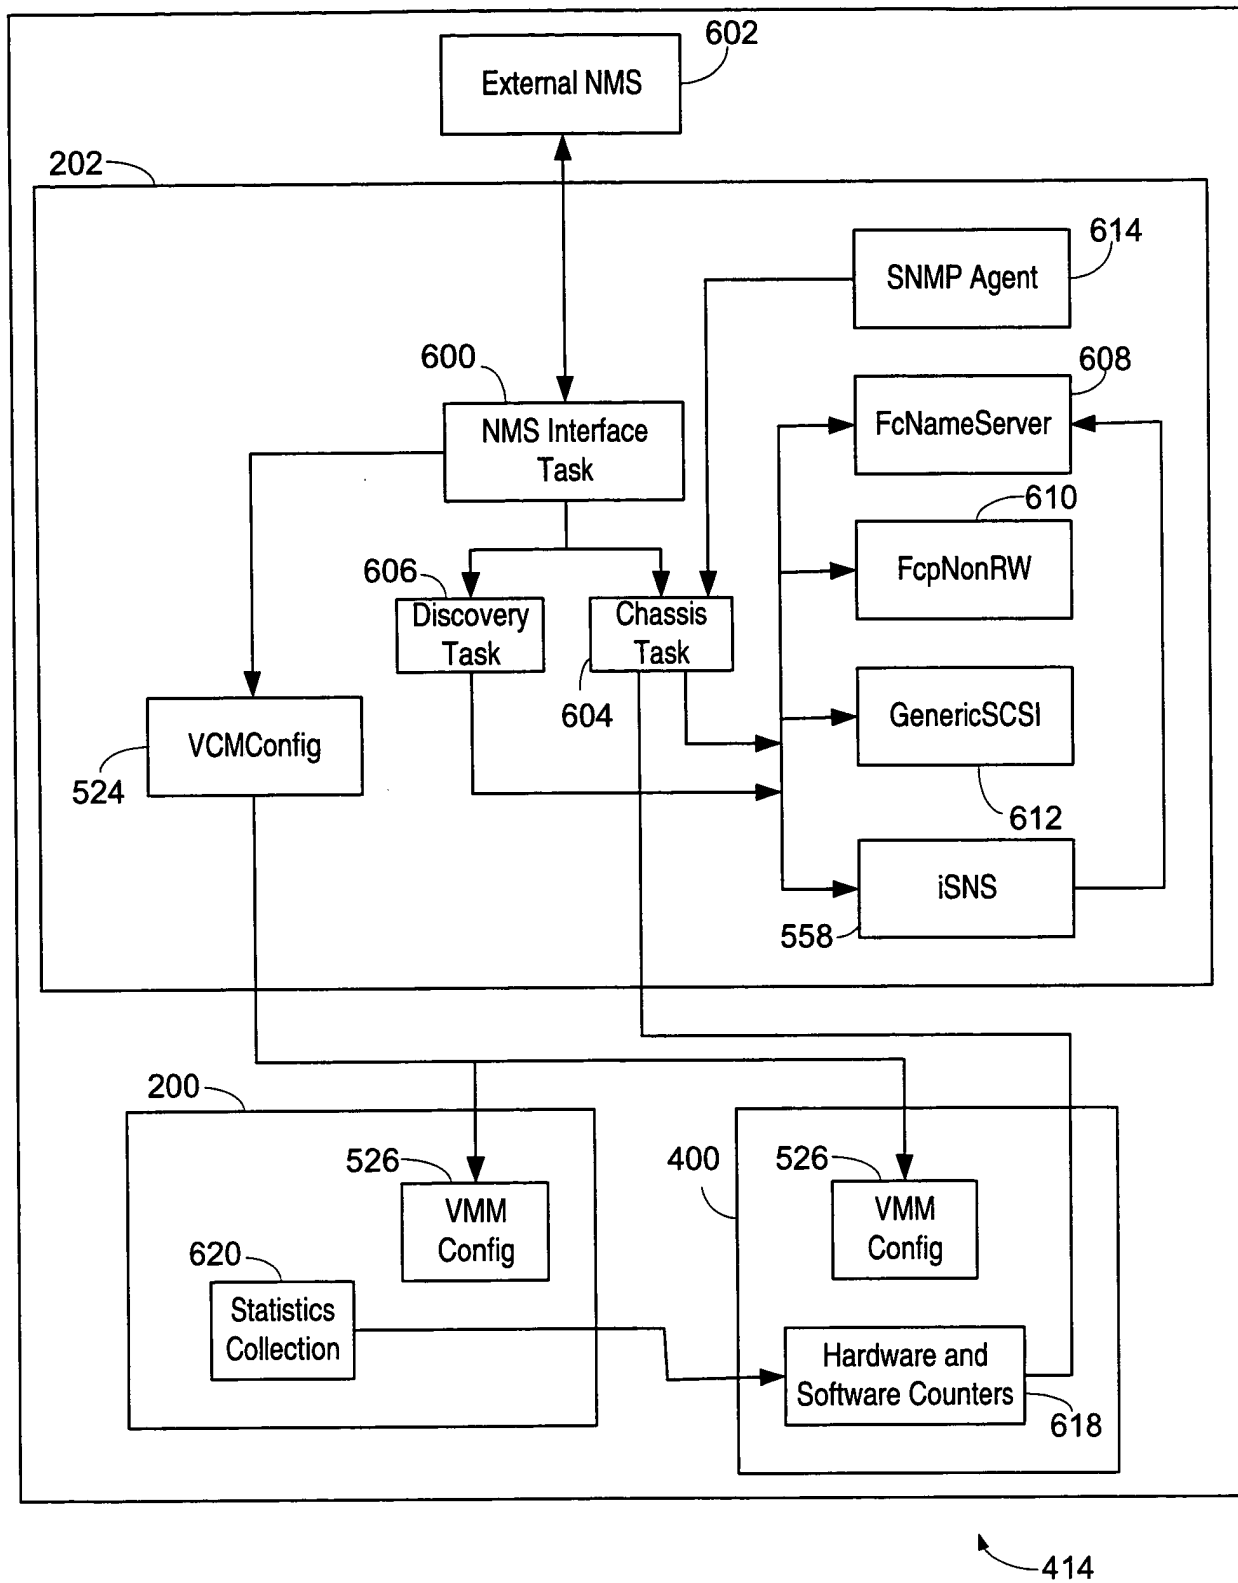 602
External NMS
202
614
SNMP Agent
600
608
NMS Interface
Task
FcNameServer
610
606
FcpNonRW
Discovery
Task
Chassis
Task
604
GenericSCSI
VCMConfig
524
612
iSNS
558
200
526
400
526
VMM
Config
VMM
Config
620
Statistics
Collection
Hardware and
Software Counters
618
414